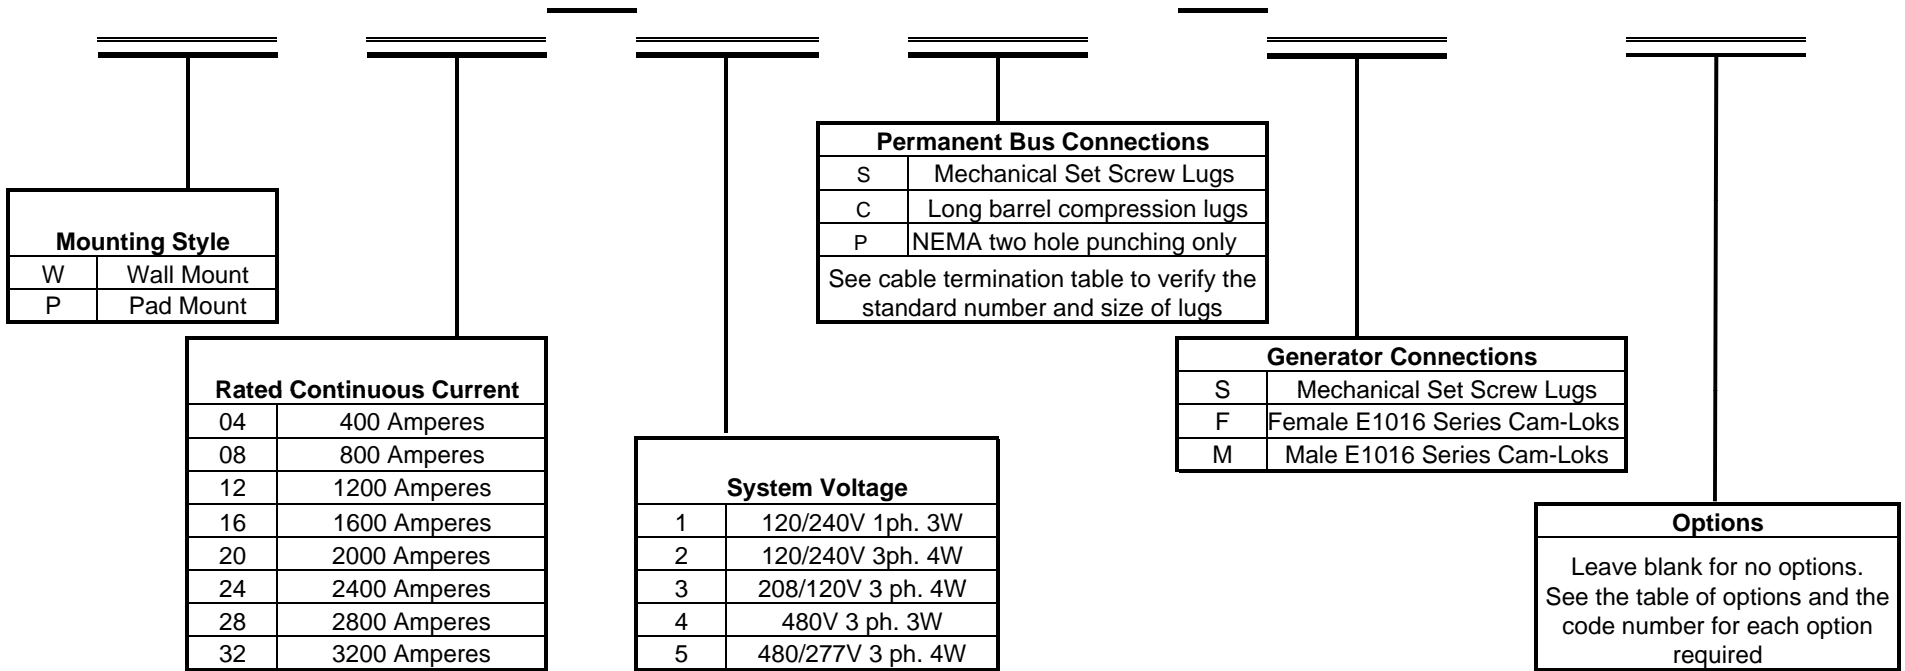 Permanent Bus Connections
S Mechanical Set Screw Lugs
C Long barrel compression lugs
P NEMA two hole punching only
See cable termination table to verify the
standard number and size of lugs
Mounting Style
W Wall Mount
P Pad Mount
Rated Continuous Current
04 400 Amperes
08 800 Amperes
12 1200 Amperes
16 1600 Amperes
20 2000 Amperes
24 2400 Amperes
28 2800 Amperes
32 3200 Amperes
Generator Connections
S Mechanical Set Screw Lugs
F Female E1016 Series Cam-Loks
M Male E1016 Series Cam-Loks
System Voltage
1 120/240V 1ph. 3W
2 120/240V 3ph. 4W
3 208/120V 3 ph. 4W
4 480V 3 ph. 3W
5 480/277V 3 ph. 4W
Options
Leave blank for no options.
See the table of options and the
code number for each option
required